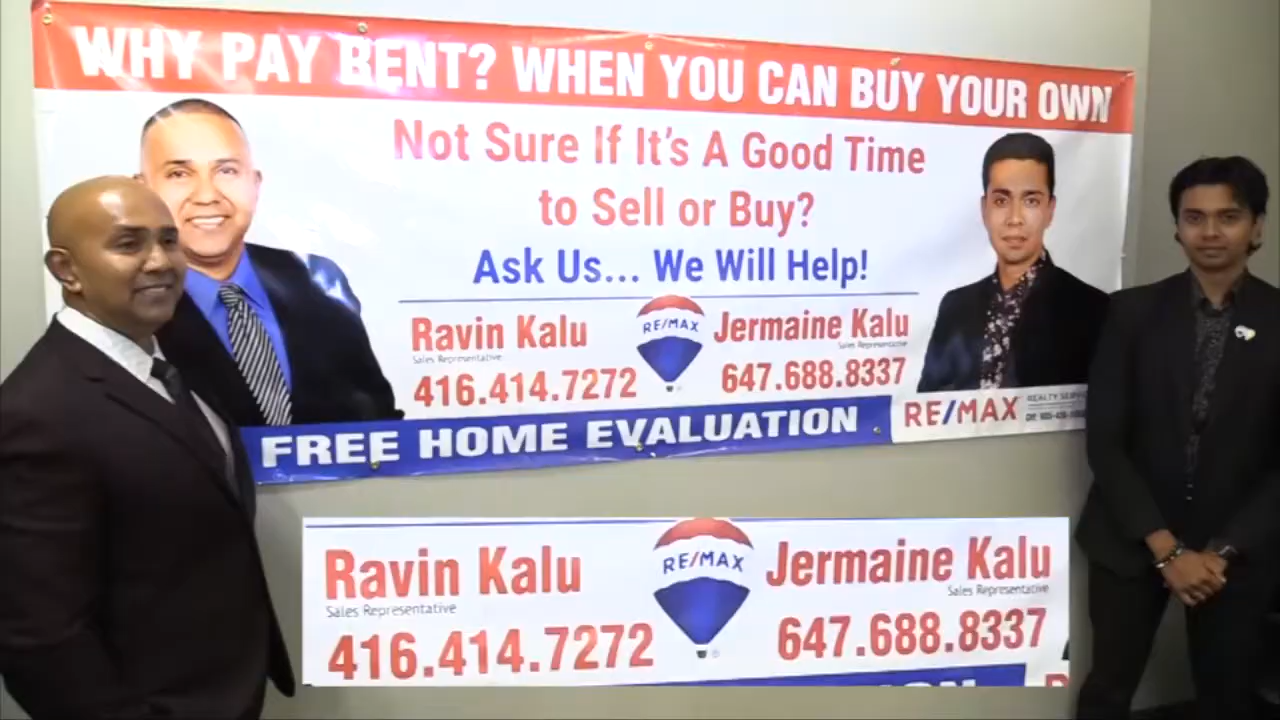 WHY PAY RENT? WHEN YOU CAN BUY YOUR OWN
Not Sure If It's A Good Time
to Sell or Buy?
Ask Us... We Will Help!
Ravin Kalu
Sales Representative
416.414.7272
RE/MAX
Jermaine Kalu
Sales Representative
647.688.8337
FREE HOME EVALUATION
RE/MAX
REALTY
Ravin Kalu
Sales Representative
416.414.7272
RE/MAX
Jermaine Kalu
Sales Representative
647.688.8337